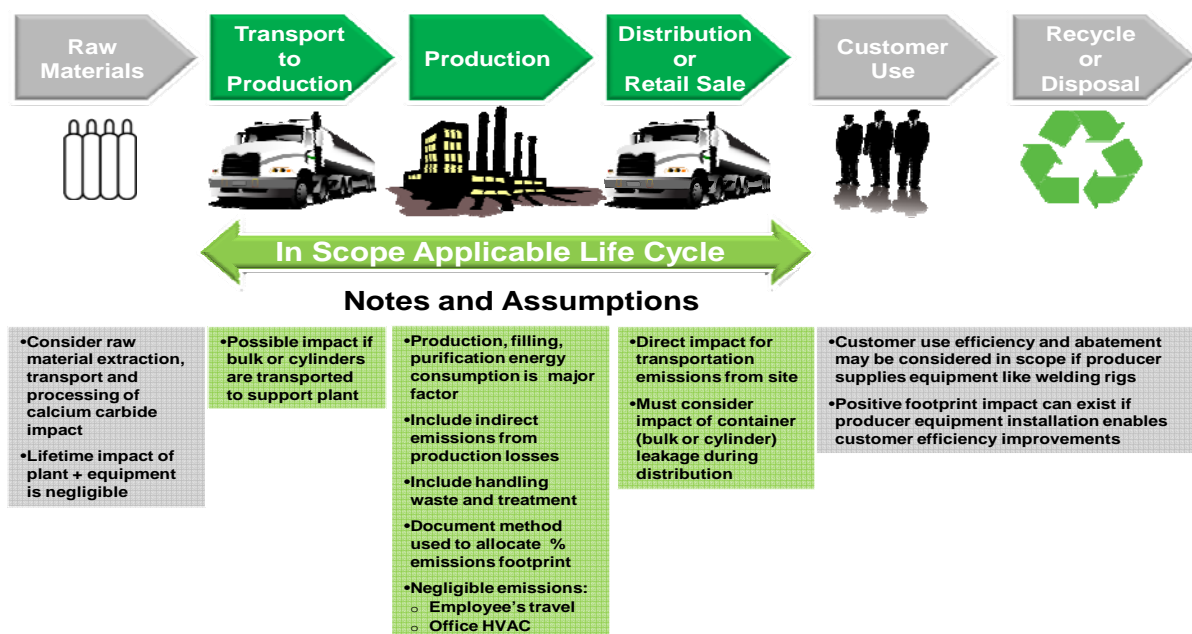 Raw
Materials
Transport
to
Production
Production
Distribution
or
Retail Sale
Customer
Use
Recycle
or
Disposal
In Scope Applicable Life Cycle
Notes and Assumptions
•Consider raw
material extraction,
transport and
processing of
calcium carbide
impact
•Lifetime impact of
plant + equipment
is negligible
•Possible impact if
bulk or cylinders
are transported
to support plant
•Production, filling,
purification energy
consumption is major
factor
•Include indirect
emissions from
production losses
•Include handling
waste and treatment
•Document method
used to allocate %
emissions footprint
•Negligible emissions:
o Employee's travel
o Office HVAC
•Direct impact for
transportation
emissions from site
•Must consider
impact of container
(bulk or cylinder)
leakage during
distribution
•Customer use efficiency and abatement
may be considered in scope if producer
supplies equipment like welding rigs
•Positive footprint impact can exist if
producer equipment installation enables
customer efficiency improvements